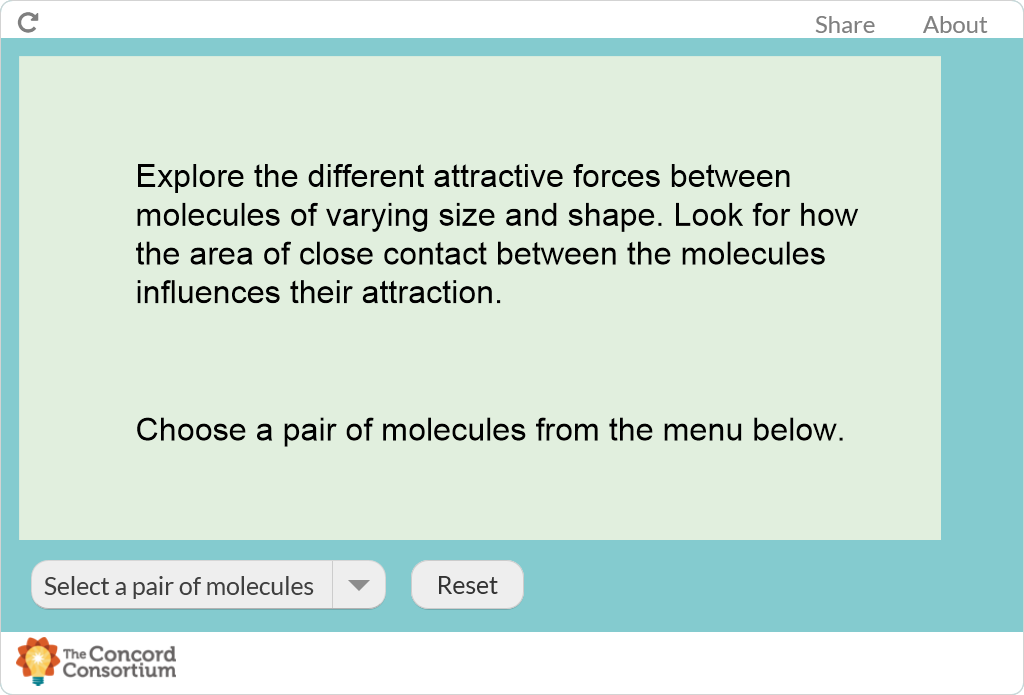 Share About
Explore the different attractive forces between
molecules of varying size and shape. Look for how
the area of close contact between the molecules
influences their attraction.
Choose a pair of molecules from the menu below.
Select a pair of molecules Reset
The Concord
Consortium